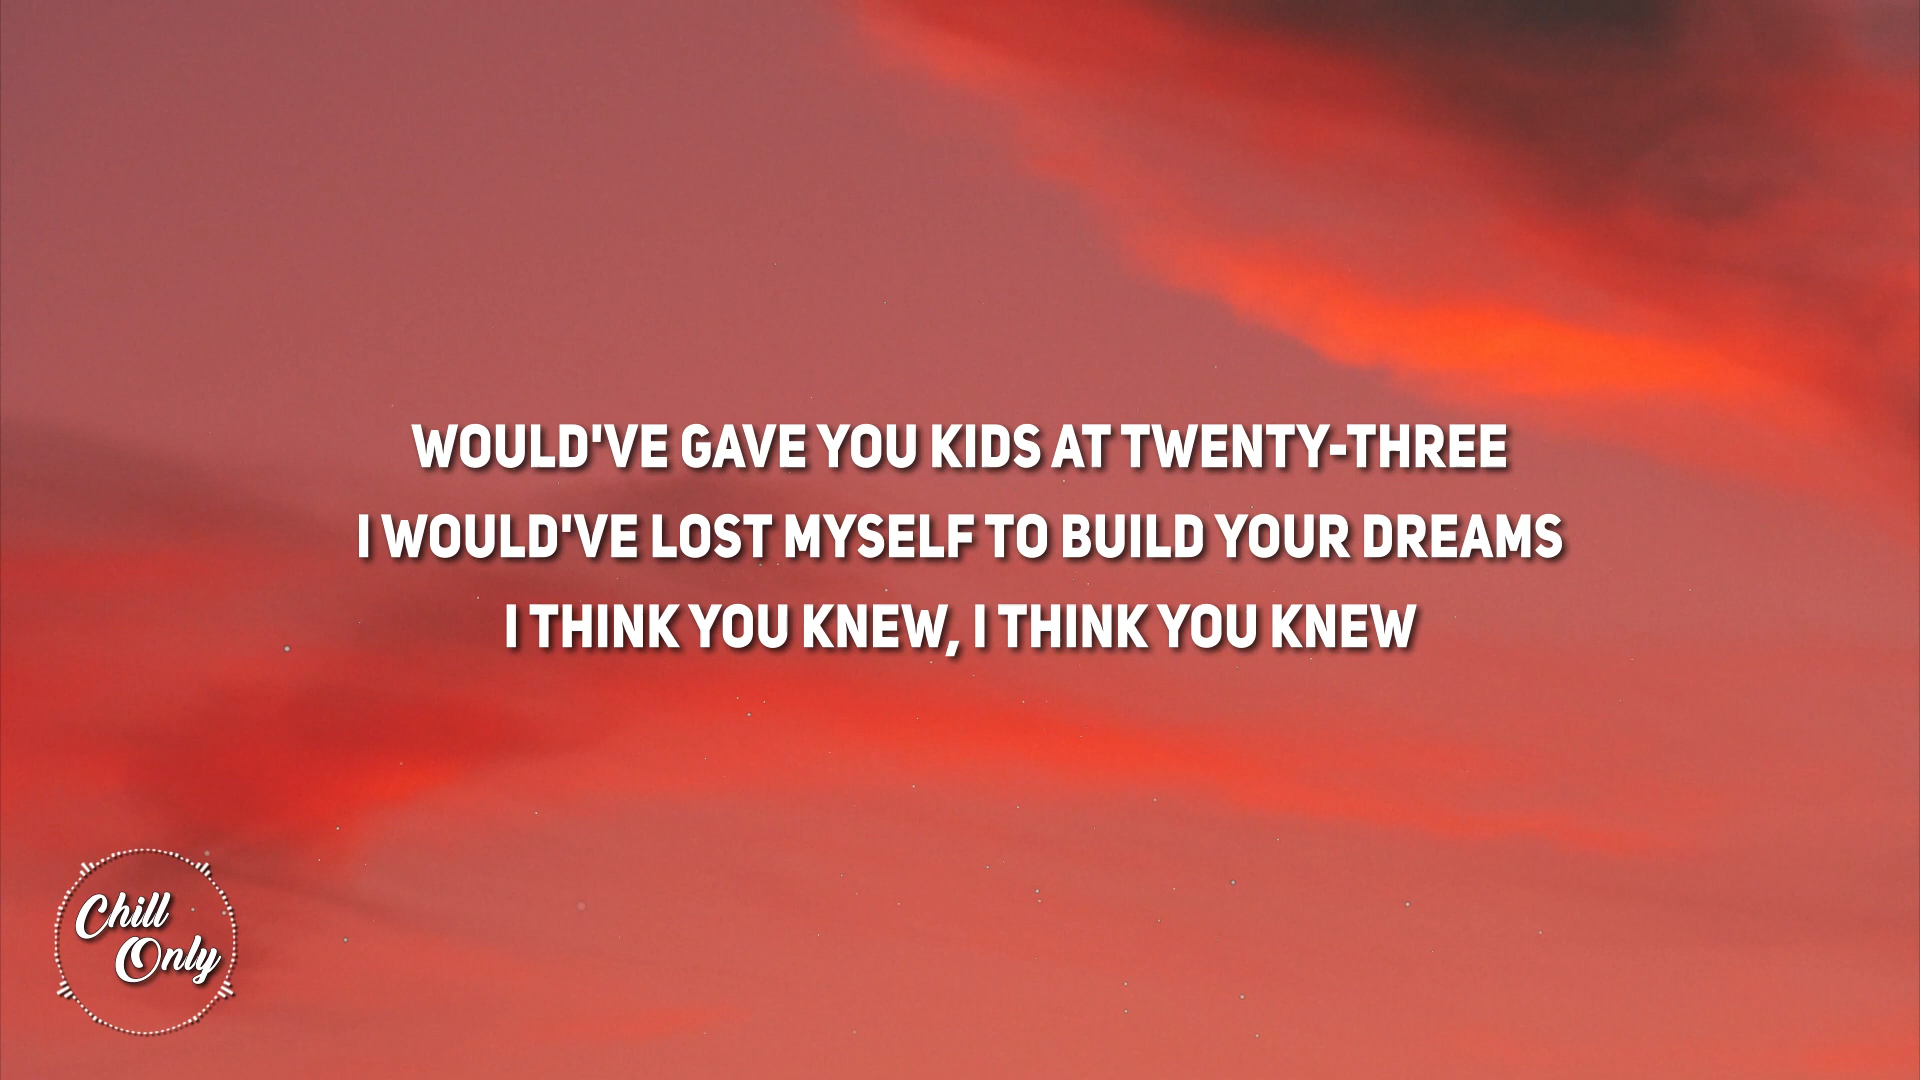 WOULD'VE GAVE YOU KIDS AT TWENTY-THREE
I WOULD'VE LOST MYSELF TO BUILD YOUR DREAMS
I THINK YOU KNEW, I THINK YOU KNEW
Chill
Only